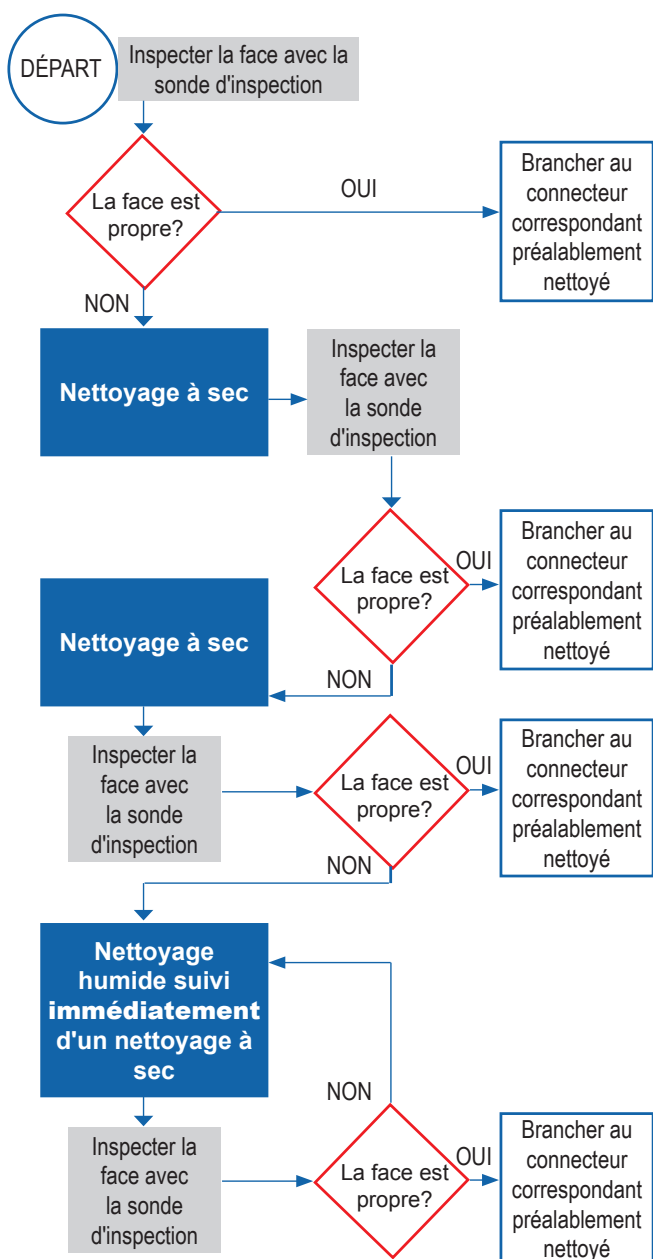 DÉPART
Inspecter la face avec la
sonde d'inspection
La face est
propre?
OUI
Brancher au
connecteur
correspondant
préalablement
nettoyé
NON
Nettoyage à sec
Inspecter la
face avec
la sonde
d'inspection
La face est
propre?
OUI
Brancher au
connecteur
correspondant
préalablement
nettoyé
NON
Nettoyage à sec
Inspecter la
face avec
la sonde
d'inspection
La face est
propre?
OUI
Brancher au
connecteur
correspondant
préalablement
nettoyé
NON
Nettoyage
humide suivi
immédiatement
d'un nettoyage à
sec
NON
Inspecter la
face avec
la sonde
d'inspection
La face est
propre?
OUI
Brancher au
connecteur
correspondant
préalablement
nettoyé